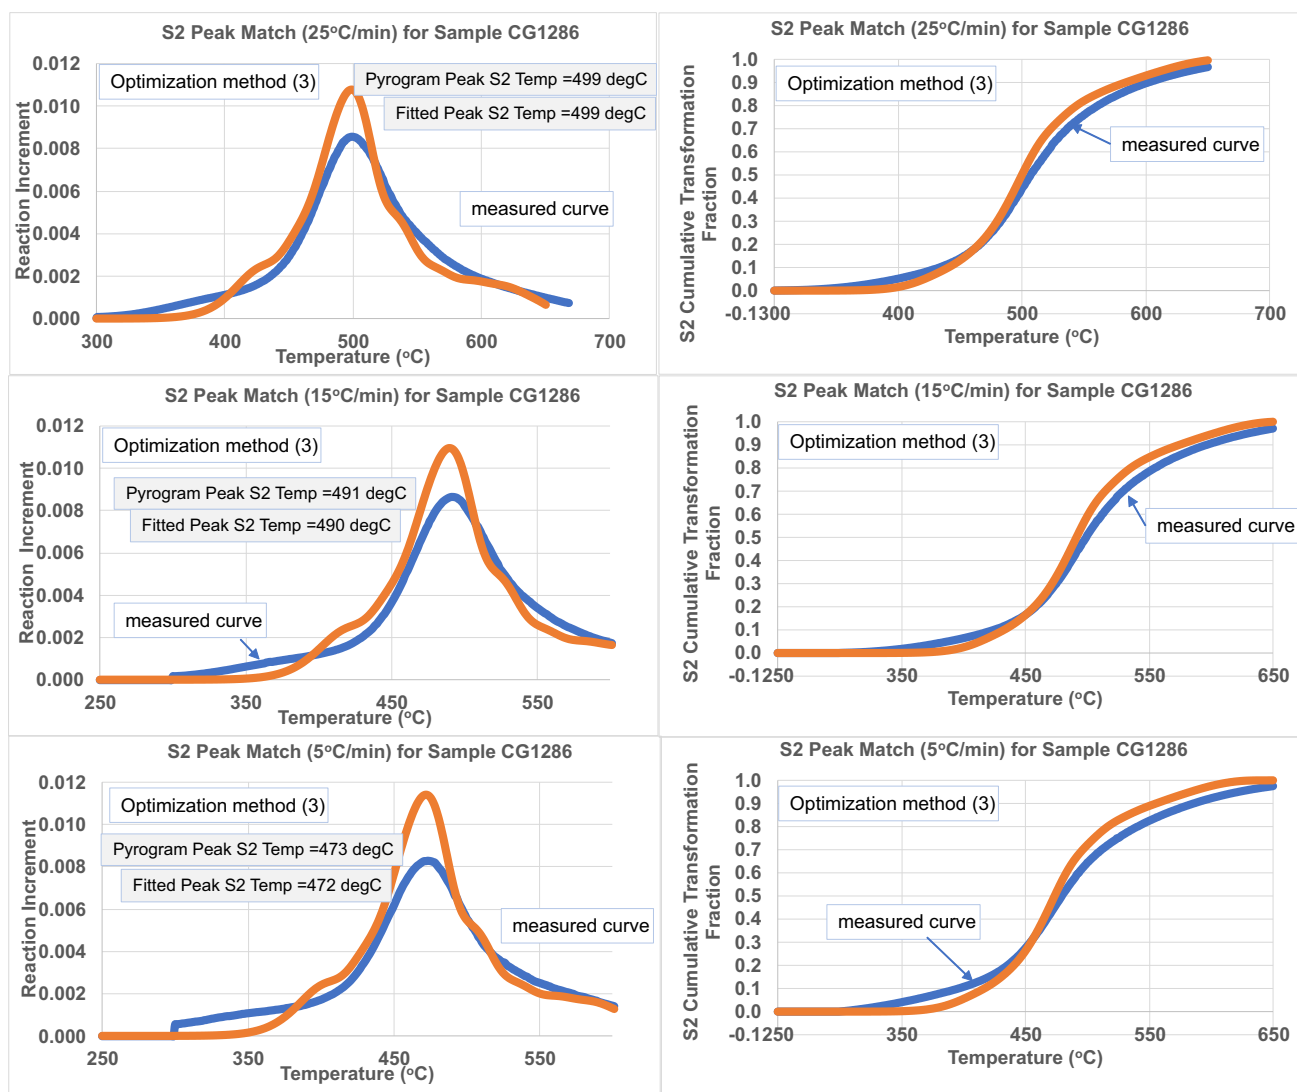 S2 Peak Match (25°C/min) for Sample CG1286
Reaction Increment
0.012
0.010
0.008
0.006
0.004
0.002
0.000
Optimization method (3)
Pyrogram Peak S2 Temp =499 degC
Fitted Peak S2 Temp =499 degC
measured curve
300
400
500
600
700
Temperature (°C)
S2 Peak Match (25°C/min) for Sample CG1286
S2 Cumulative Transformation
Fraction
1.0
0.9
0.8
0.7
0.6
0.5
0.4
0.3
0.2
0.1
0.0
Optimization method (3)
measured curve
-0.1300
400
500
600
700
Temperature (°C)
S2 Peak Match (15°C/min) for Sample CG1286
Reaction Increment
0.012
0.010
0.008
0.006
0.004
0.002
0.000
Optimization method (3)
Pyrogram Peak S2 Temp =491 degC
Fitted Peak S2 Temp =490 degC
measured curve
250
350
450
550
Temperature (°C)
S2 Peak Match (15°C/min) for Sample CG1286
S2 Cumulative Transformation
Fraction
1.0
0.9
0.8
0.7
0.6
0.5
0.4
0.3
0.2
0.1
0.0
Optimization method (3)
measured curve
-0.1250
350
450
550
650
Temperature (°C)
S2 Peak Match (5°C/min) for Sample CG1286
Reaction Increment
0.012
0.010
0.008
0.006
0.004
0.002
0.000
Optimization method (3)
Pyrogram Peak S2 Temp =473 degC
Fitted Peak S2 Temp =472 degC
measured curve
250
350
450
550
Temperature (°C)
S2 Peak Match (5°C/min) for Sample CG1286
S2 Cumulative Transformation
Fraction
1.0
0.9
0.8
0.7
0.6
0.5
0.4
0.3
0.2
0.1
0.0
Optimization method (3)
measured curve
-0.1250
350
450
550
650
Temperature (°C)